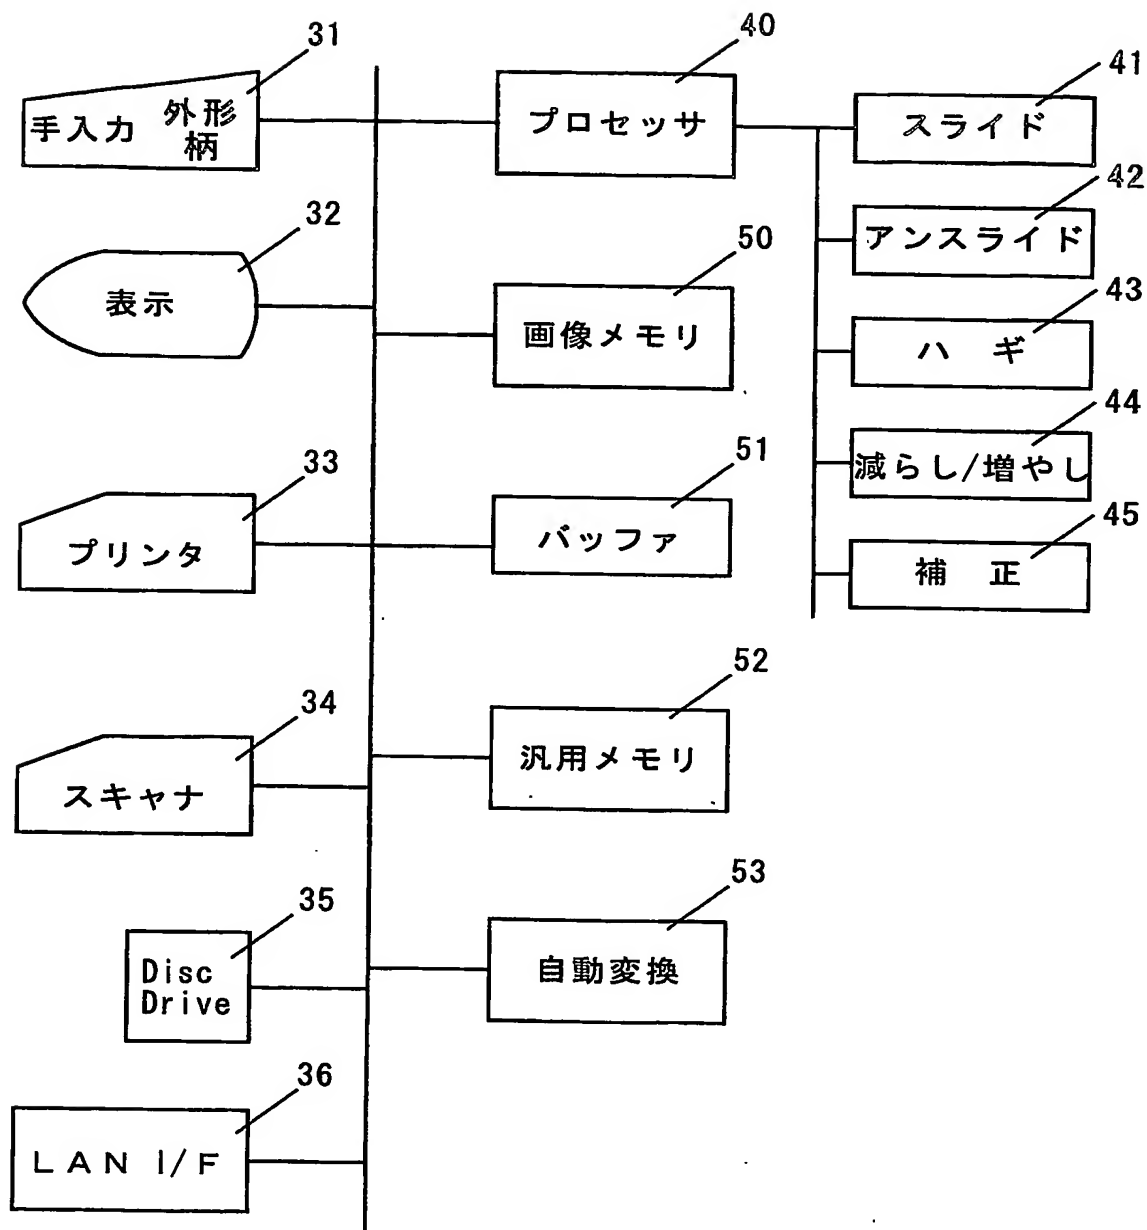 31
手入力 外形
柄
32
表示
33
プリンタ
34
スキャナ
35
Disc
Drive
36
LAN I/F
40
プロセッサ
50
画像メモリ
51
バッファ
52
汎用メモリ
53
自動変換
41
スライド
42
アンスライド
43
ハギ
44
減らし/増やし
45
補正